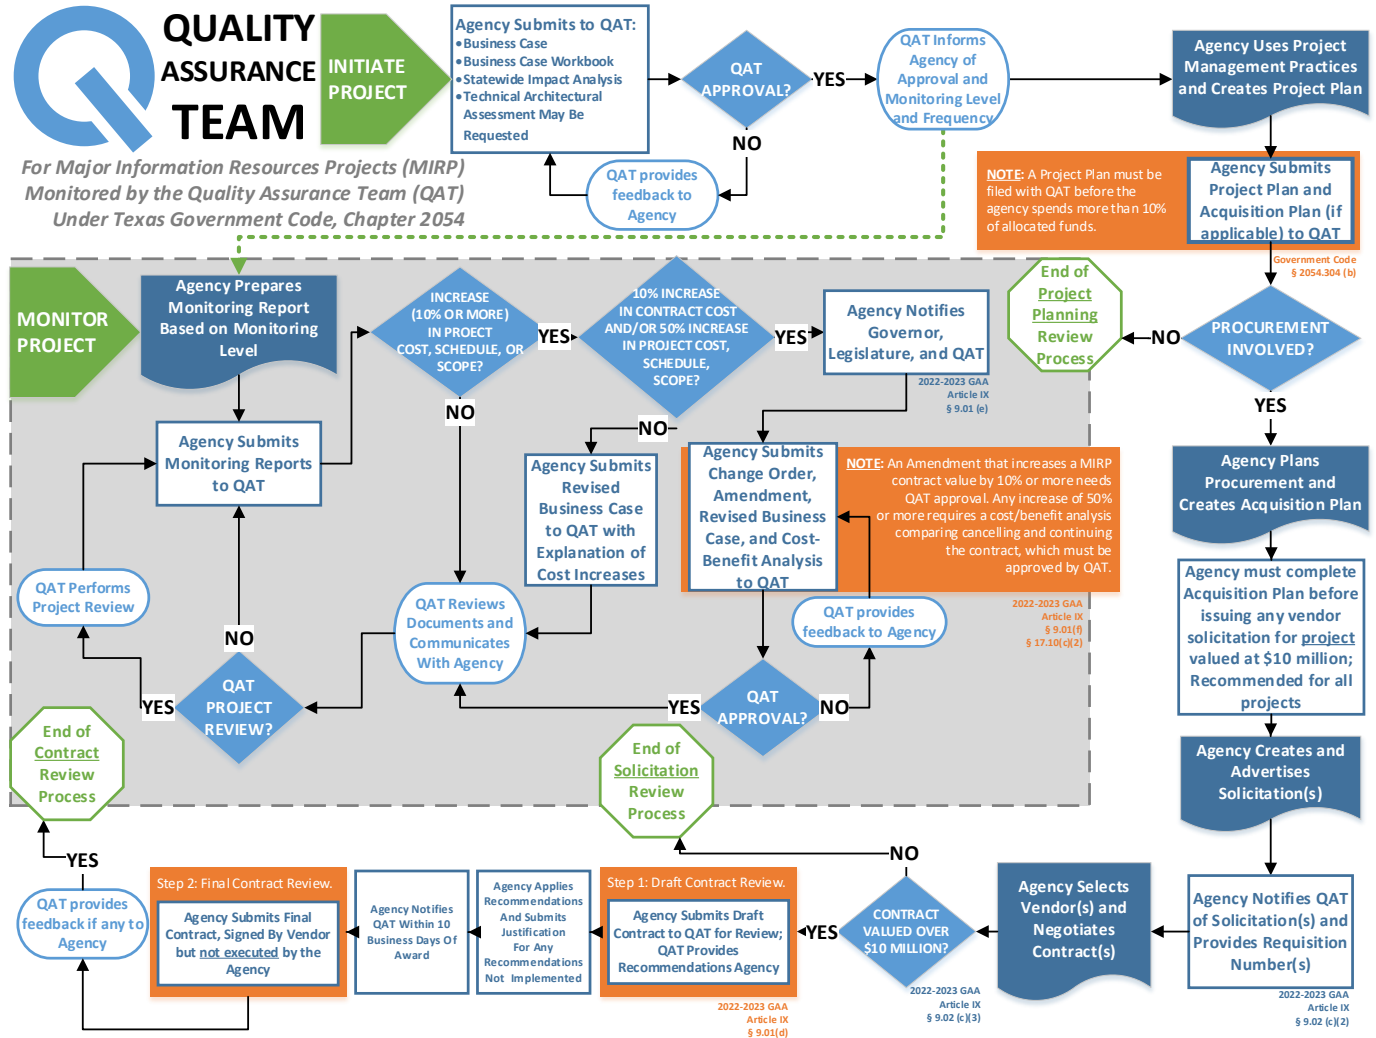 QUALITY
ASSURANCE
TEAM
For Major Information Resources Projects (MIRP)
Monitored by the Quality Assurance Team (QAT)
Under Texas Government Code, Chapter 2054
INITIATE
PROJECT
Agency Submits to QAT:
•Business Case
•Business Case Workbook
•Statewide Impact Analysis
•Technical Architectural
Assessment May Be
Requested
QAT
APPROVAL?
YES
NO
QAT provides
feedback to
Agency
QAT Informs
Agency of
Approval and
Monitoring Level
and Frequency
Agency Uses Project
Management Practices
and Creates Project Plan
NOTE: A Project Plan must be
filed with QAT before the
agency spends more than 10%
of allocated funds.
Agency Submits
Project Plan and
Acquisition Plan (if
applicable) to QAT
Government Code
§ 2054.304 (b)
PROCUREMENT
INVOLVED?
NO
End of
Project
Planning
Review
Process
YES
Agency Plans
Procurement and
Creates Acquisition Plan
Agency must complete
Acquisition Plan before
issuing any vendor
solicitation for project
valued at $10 million;
Recommended for all
projects
Agency Creates and
Advertises
Solicitation(s)
Agency Notifies QAT
of Solicitation(s) and
Provides Requisition
Number(s)
2022-2023 GAA
Article IX
§ 9.02 (c)(2)
Agency Selects
Vendor(s) and
Negotiates
Contract(s)
CONTRACT
VALUED OVER
$10 MILLION?
2022-2023 GAA
Article IX
§ 9.02 (c)(3)
NO
End of
Solicitation
Review
Process
YES
Step 1: Draft Contract Review.
Agency Submits Draft
Contract to QAT for Review;
QAT Provides
Recommendations Agency
2022-2023 GAA
Article IX
§ 9.01(d)
Agency Applies
Recommendations
And Submits
Justification
For Any
Recommendations
Not Implemented
Agency Notifies
QAT Within 10
Business Days Of
Award
Step 2: Final Contract Review.
Agency Submits Final
Contract, Signed By Vendor
but not executed by the
Agency
QAT provides
feedback if any to
Agency
YES
End of
Contract
Review
Process
MONITOR
PROJECT
Agency Prepares
Monitoring Report
Based on Monitoring
Level
Agency Submits
Monitoring Reports
to QAT
INCREASE
(10% OR MORE)
IN PROECT
COST, SCHEDULE, OR
SCOPE?
YES
NO
10% INCREASE
IN CONTRACT COST
AND/OR 50% INCREASE
IN PROJECT COST,
SCHEDULE,
SCOPE?
YES
NO
Agency Notifies
Governor,
Legislature, and QAT
2022-2023 GAA
Article IX
§ 9.01 (e)
Agency Submits
Revised
Business Case
to QAT with
Explanation of
Cost Increases
Agency Submits
Change Order,
Amendment,
Revised Business
Case, and Cost-
Benefit Analysis
to QAT
NOTE: An Amendment that increases a MIRP
contract value by 10% or more needs
QAT approval. Any increase of 50%
or more requires a cost/benefit analysis
comparing cancelling and continuing
the contract, which must be
approved by QAT.
2022-2023 GAA
Article IX
§ 9.01(f)
§ 17.10(c)(2)
QAT provides
feedback to Agency
QAT
APPROVAL?
NO
YES
QAT Reviews
Documents and
Communicates
With Agency
QAT
PROJECT
REVIEW?
NO
YES
QAT Performs
Project Review